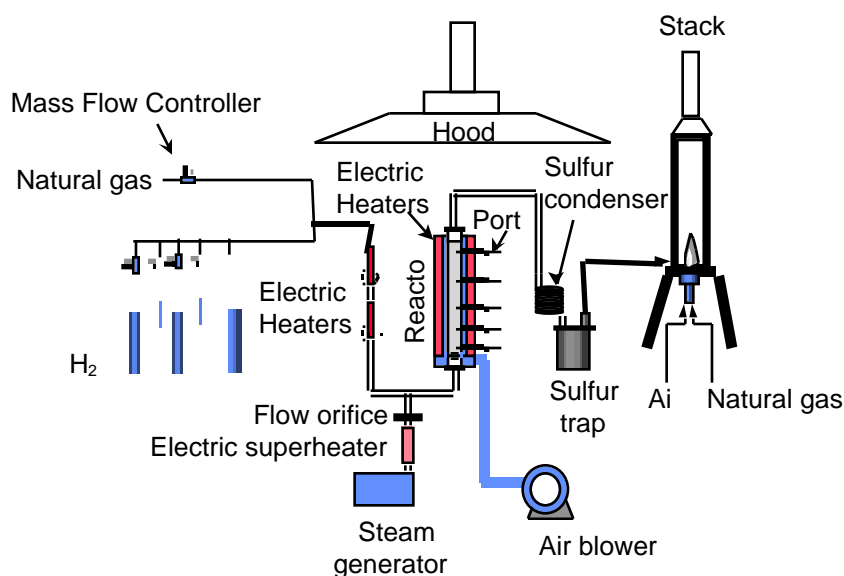 Stack
Mass Flow Controller
Hood
Natural gas
Electric
Heaters
Sulfur
condenser
Port
Reacto
Electric
Heaters
H₂
Flow orifice
Electric superheater
Sulfur
trap
Ai
Natural gas
Steam
generator
Air blower